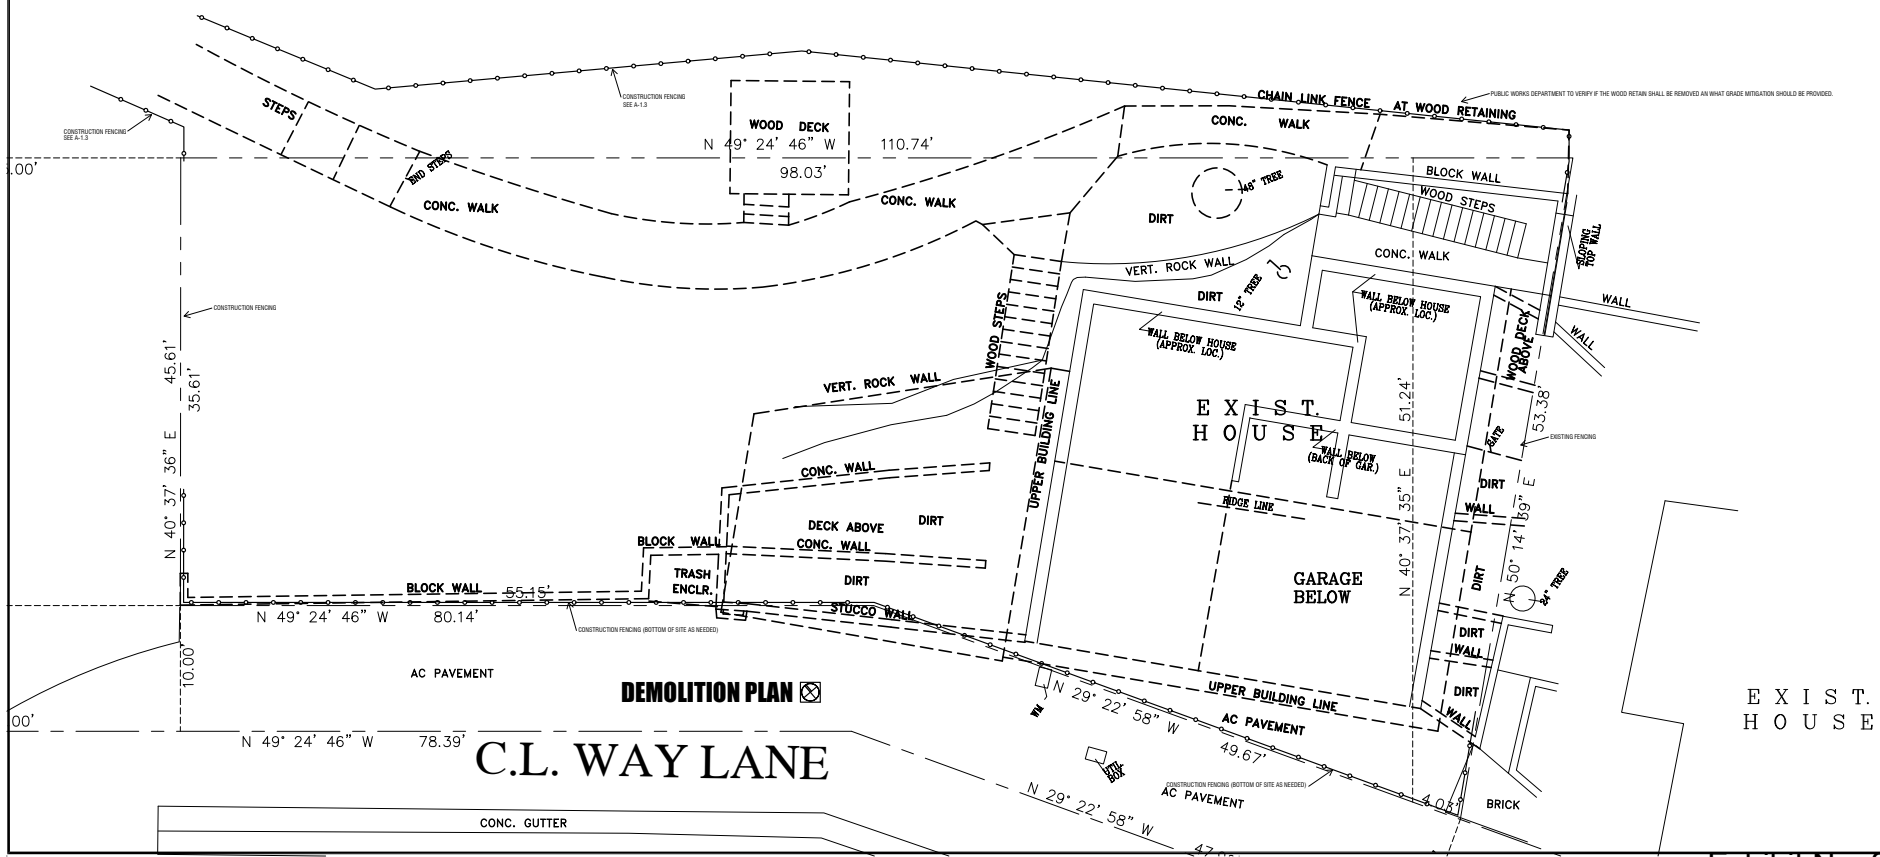 CONSTRUCTION FENCING
SEE A-1.3
CONSTRUCTION FENCING
SEE A-1.3
PUBLIC WORKS DEPARTMENT TO VERIFY IF THE WOOD RETAIN SHALL BE REMOVED AN WHAT GRADE MITIGATION SHOULD BE PROVIDED.
CHAIN LINK FENCE AT WOOD RETAINING
STEPS
WOOD DECK
CONC. WALK
N 49° 24' 46" W 110.74'
98.03'
:.00'
END STEPS
CONC. WALK
CONC. WALK
48" TREE
DIRT
BLOCK WALL
WOOD STEPS
SLOPING
TOP WALL
CONC. WALK
VERT. ROCK WALL
DIRT
12" TREE
WALL BELOW HOUSE
(APPROX. LOC.)
WALL
WALL
CONSTRUCTION FENCING
WOOD STEPS
WALL BELOW HOUSE
(APPROX. LOC.)
WOOD DECK
ABOVE
N 40° 37' 36" E 45.61'
35.61'
VERT. ROCK WALL
UPPER BUILDING LINE
EXIST.
HOUSE
51.24'
N 40° 37' 35" E
53.38'
N 50° 14' 39" E
GATE
EXISTING FENCING
WALL BELOW
(BACK OF GAR.)
CONC. WALL
DIRT
WALL
RIDGE LINE
DECK ABOVE
DIRT
CONC. WALL
BLOCK WALL
TRASH
ENCLR.
DIRT
GARAGE
BELOW
DIRT
24" TREE
BLOCK WALL
55.15'
STUCCO WALL
N 49° 24' 46" W 80.14'
CONSTRUCTION FENCING (BOTTOM OF SITE AS NEEDED)
DIRT
WALL
10.00'
AC PAVEMENT
DEMOLITION PLAN
WM
N 29° 22' 58" W
49.67'
UPPER BUILDING LINE
AC PAVEMENT
DIRT
WALL
EXIST.
HOUSE
00'
N 49° 24' 46" W 78.39'
C.L. WAY LANE
UTIL
BOX
CONSTRUCTION FENCING (BOTTOM OF SITE AS NEEDED)
AC PAVEMENT
4.03'
BRICK
N 29° 22' 58" W
CONC. GUTTER